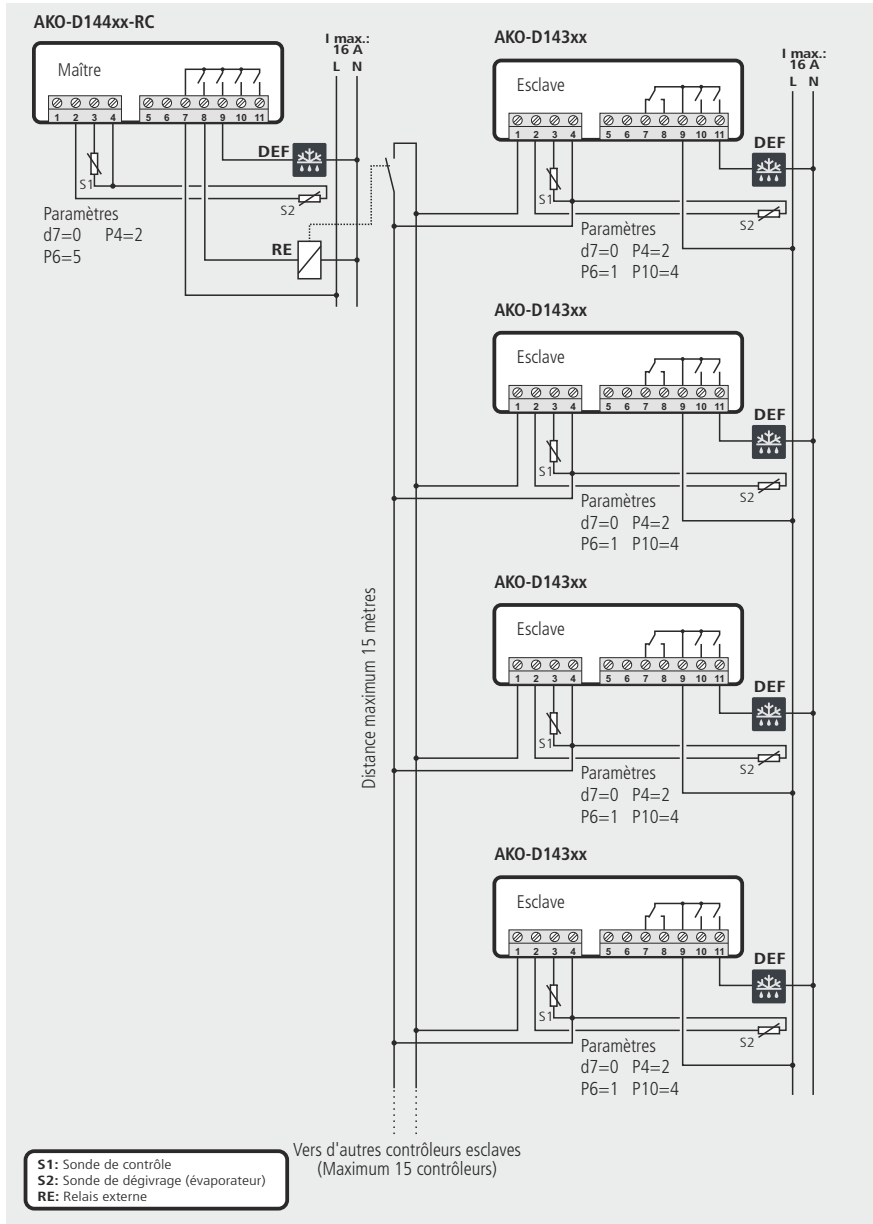 AKO-D144xx-RC
I max.:
16 A
L N
Maître
1 2 3 4 5 6 7 8 9 10 11
DEF
S1
S2
Paramètres
d7=0 P4=2
P6=5
RE
AKO-D143xx
I max.:
16 A
L N
Esclave
1 2 3 4 5 6 7 8 9 10 11
DEF
S1
S2
Paramètres
d7=0 P4=2
P6=1 P10=4
AKO-D143xx
Esclave
1 2 3 4 5 6 7 8 9 10 11
DEF
S1
S2
Paramètres
d7=0 P4=2
P6=1 P10=4
Distance maximum 15 mètres
AKO-D143xx
Esclave
1 2 3 4 5 6 7 8 9 10 11
DEF
S1
S2
Paramètres
d7=0 P4=2
P6=1 P10=4
AKO-D143xx
Esclave
1 2 3 4 5 6 7 8 9 10 11
DEF
S1
S2
Paramètres
d7=0 P4=2
P6=1 P10=4
Vers d'autres contrôleurs esclaves
(Maximum 15 contrôleurs)
S1: Sonde de contrôle
S2: Sonde de dégivrage (évaporateur)
RE: Relais externe